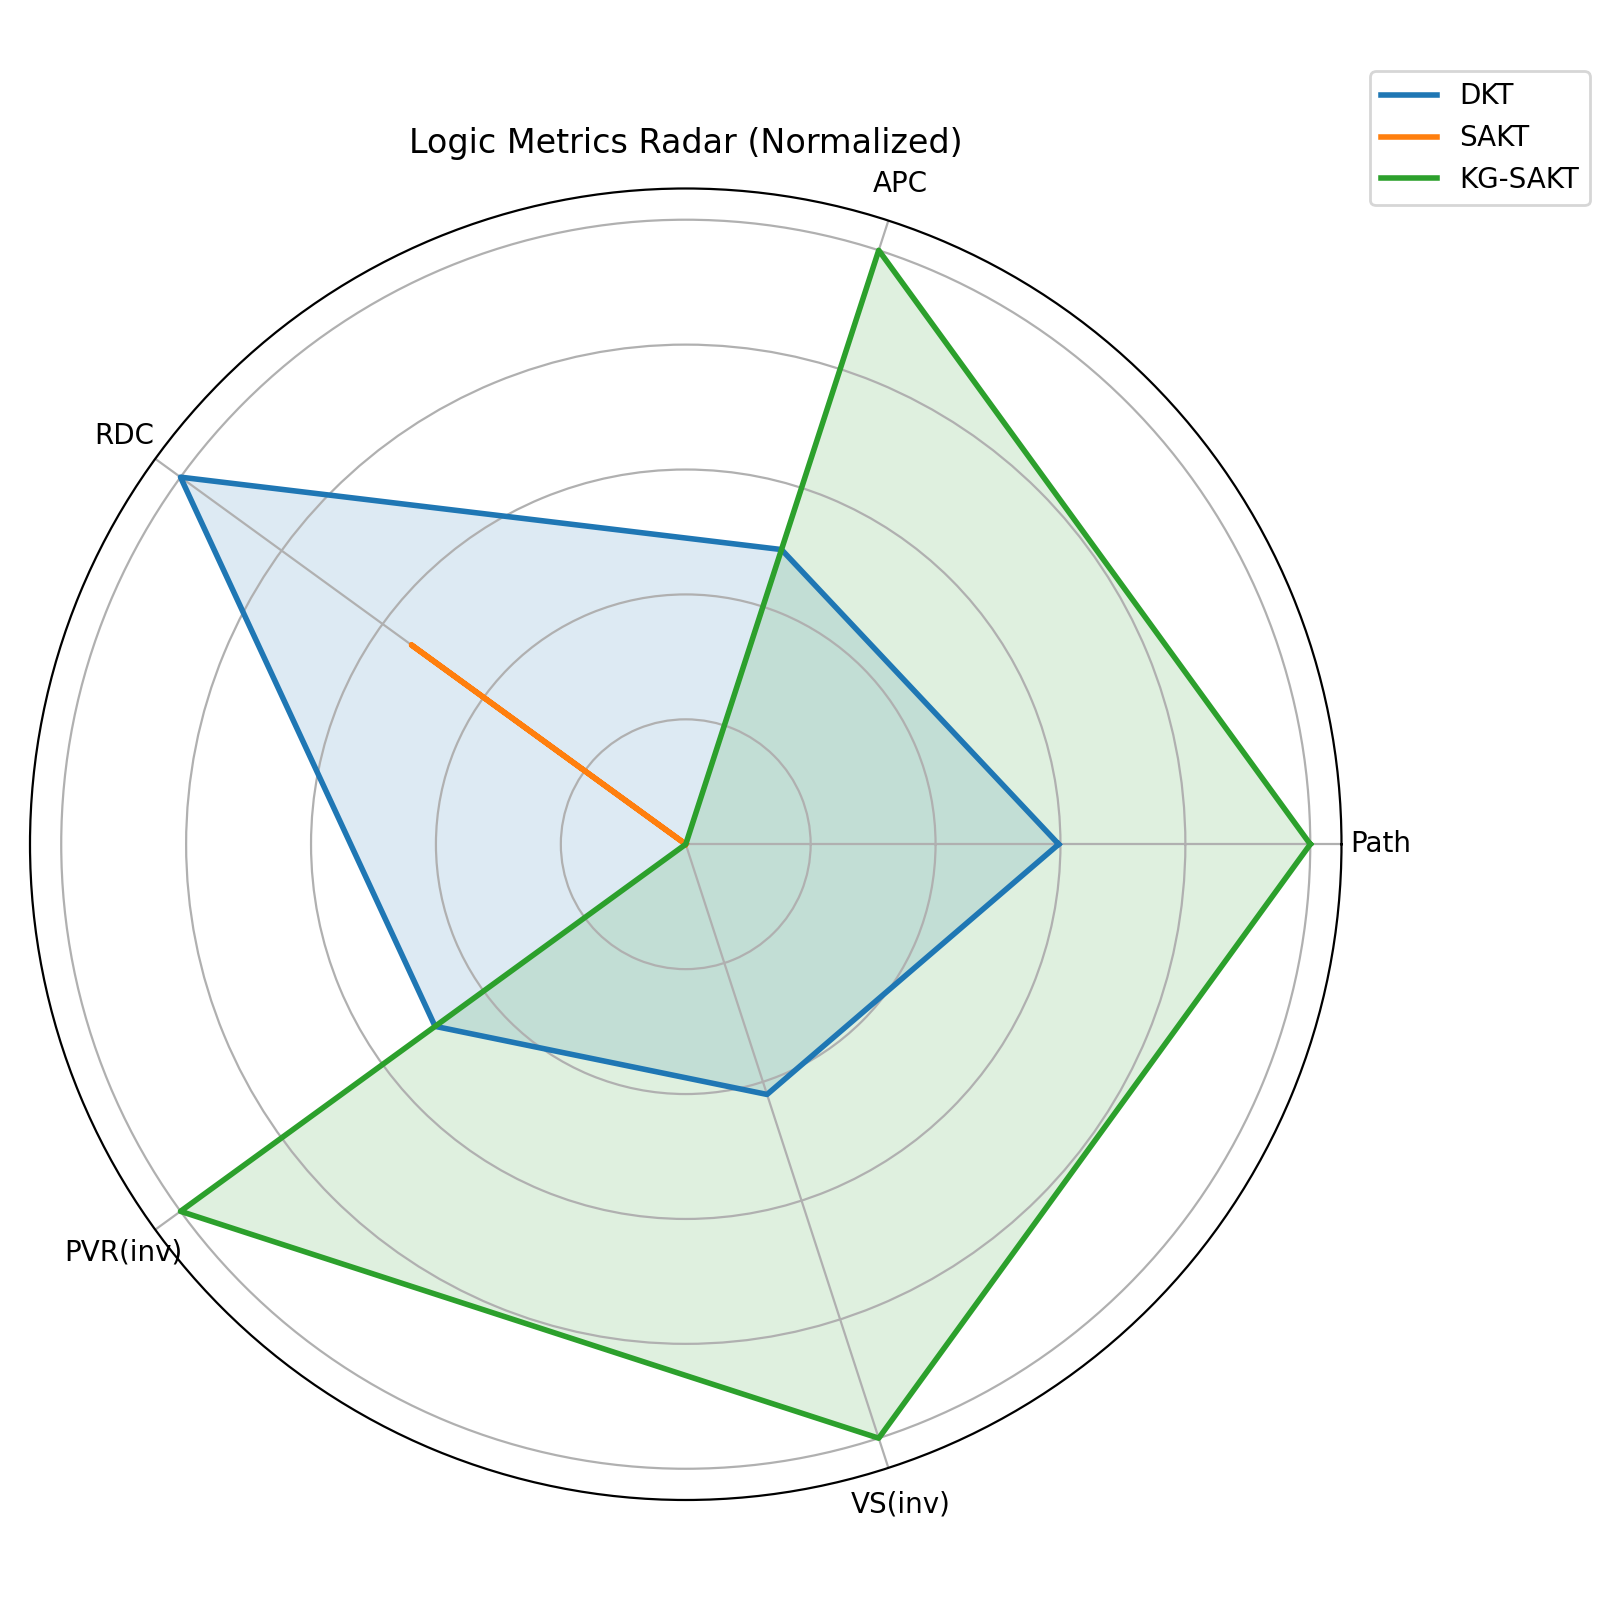 Logic Metrics Radar (Normalized)
DKT
SAKT
KG-SAKT
APC
RDC
Path
PVR(inv)
VS(inv)